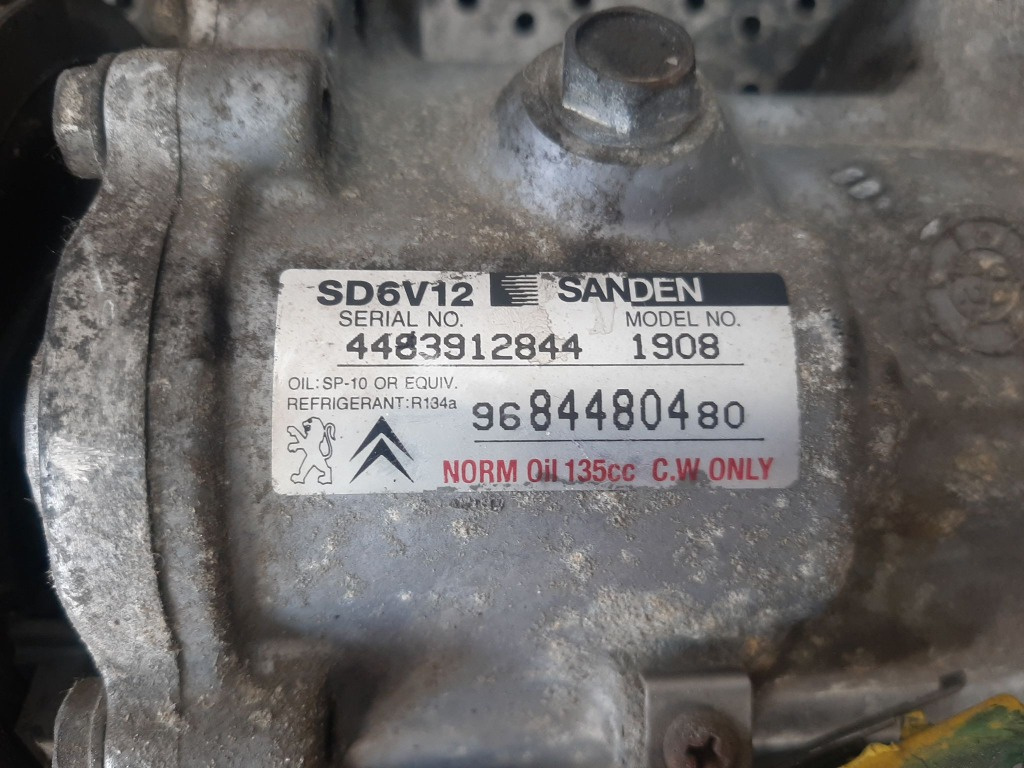 SD6V12 SANDEN
SERIAL NO. MODEL NO.
4483912844 1908
OIL:SP-10 OR EQUIV.
REFRIGERANT:R134a
9684480480
NORM Oil 135cc C.W ONLY